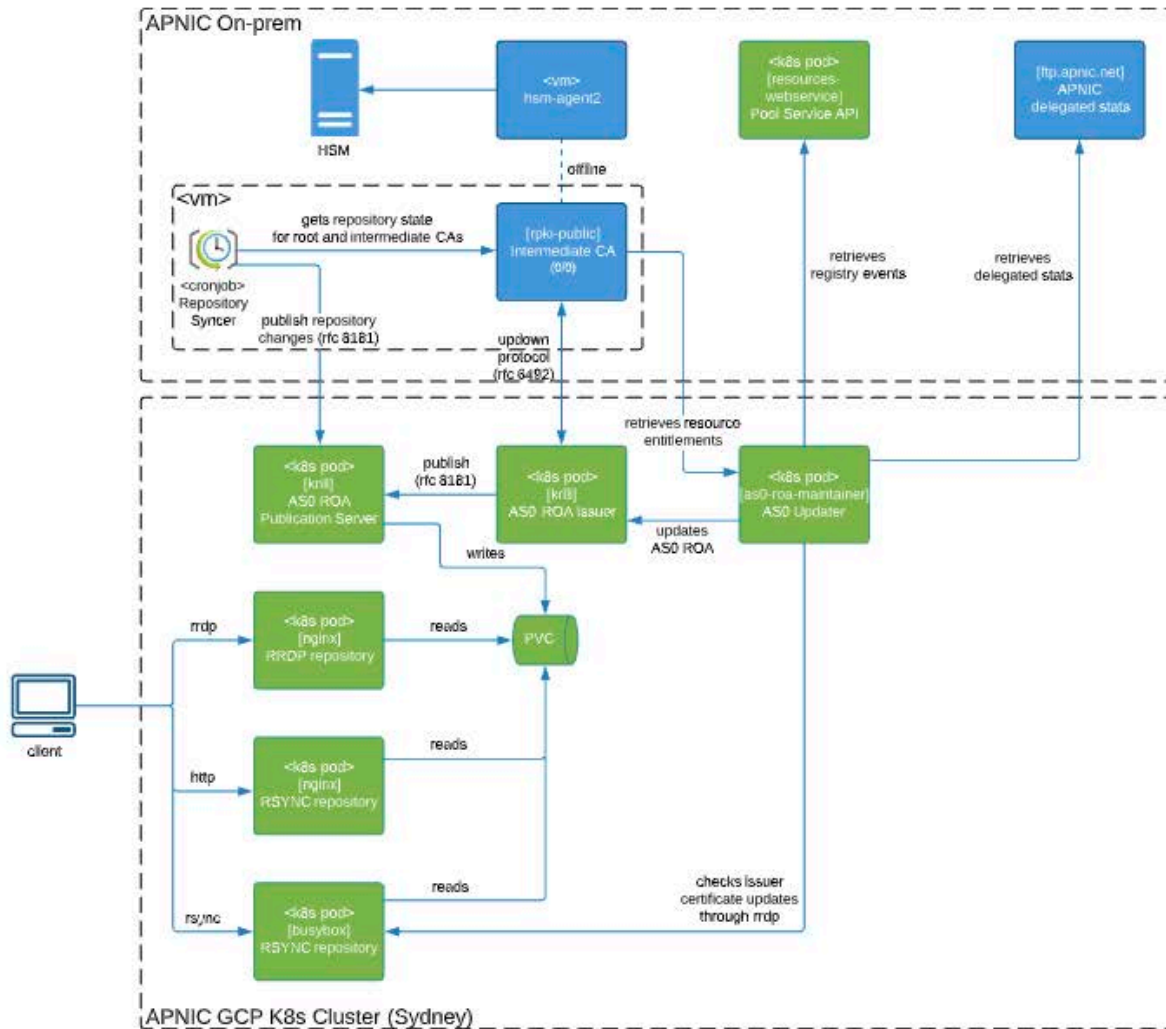 APNIC On-prem
HSM
<vm>
hsm-agent2
<k8s pod>
[resources-
webservice]
Pool Service API
[ftp.apnic.net]
APNIC
delegated stats
offline
<vm>
gets repository state
for root and intermediate CAs
[rpki-public]
Intermediate CA
(0/0)
<cronjob>
Repository
Syncer
publish repository
changes (rfc 8181)
updown
protocol
(rfc 6492)
retrieves
registry events
retrieves
delegated stats
retrieves resource
entitlements
<k8s pod>
[krill]
AS0 ROA
Publication Server
publish
(rfc 8181)
<k8s pod>
[krill]
AS0 ROA Issuer
updates
AS0 ROA
<k8s pod>
[as0-roa-maintainer]
AS0 Updater
writes
PVC
rrdp
<k8s pod>
[nginx]
RRDP repository
reads
client
http
<k8s pod>
[nginx]
RSYNC repository
reads
rsync
<k8s pod>
[busybox]
RSYNC repository
reads
checks issuer
certificate updates
through rrdp
APNIC GCP K8s Cluster (Sydney)